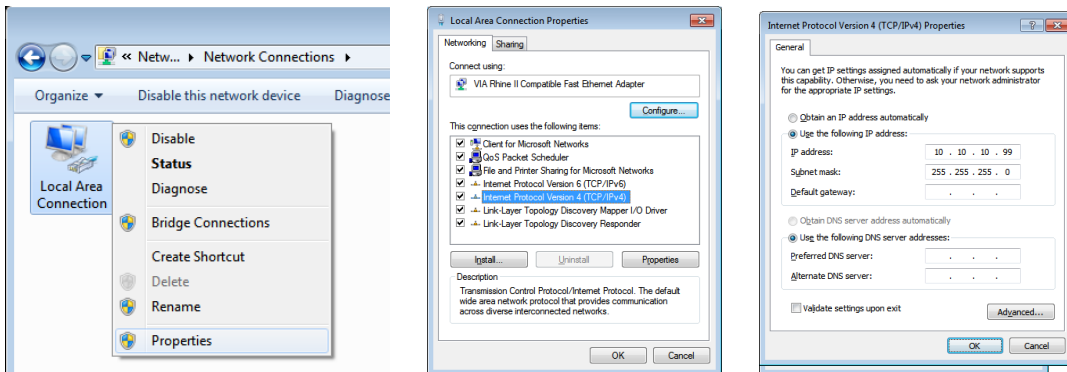 « Netw... ▸ Network Connections ▸
Organize ▾ Disable this network device Diagnose
Local Area
Connection
Disable
Status
Diagnose
Bridge Connections
Create Shortcut
Delete
Rename
Properties
Local Area Connection Properties
Networking Sharing
Connect using:
VIA Rhine II Compatible Fast Ethernet Adapter
Configure...
This connection uses the following items:
Client for Microsoft Networks
QoS Packet Scheduler
File and Printer Sharing for Microsoft Networks
Internet Protocol Version 6 (TCP/IPv6)
Internet Protocol Version 4 (TCP/IPv4)
Link-Layer Topology Discovery Mapper I/O Driver
Link-Layer Topology Discovery Responder
Install... Uninstall Properties
Description
Transmission Control Protocol/Internet Protocol. The default
wide area network protocol that provides communication
across diverse interconnected networks.
OK Cancel
Internet Protocol Version 4 (TCP/IPv4) Properties
General
You can get IP settings assigned automatically if your network supports
this capability. Otherwise, you need to ask your network administrator
for the appropriate IP settings.
Obtain an IP address automatically
Use the following IP address:
IP address: 10 . 10 . 10 . 99
Subnet mask: 255 . 255 . 255 . 0
Default gateway: . . .
Obtain DNS server address automatically
Use the following DNS server addresses:
Preferred DNS server: . . .
Alternate DNS server: . . .
Validate settings upon exit Advanced...
OK Cancel